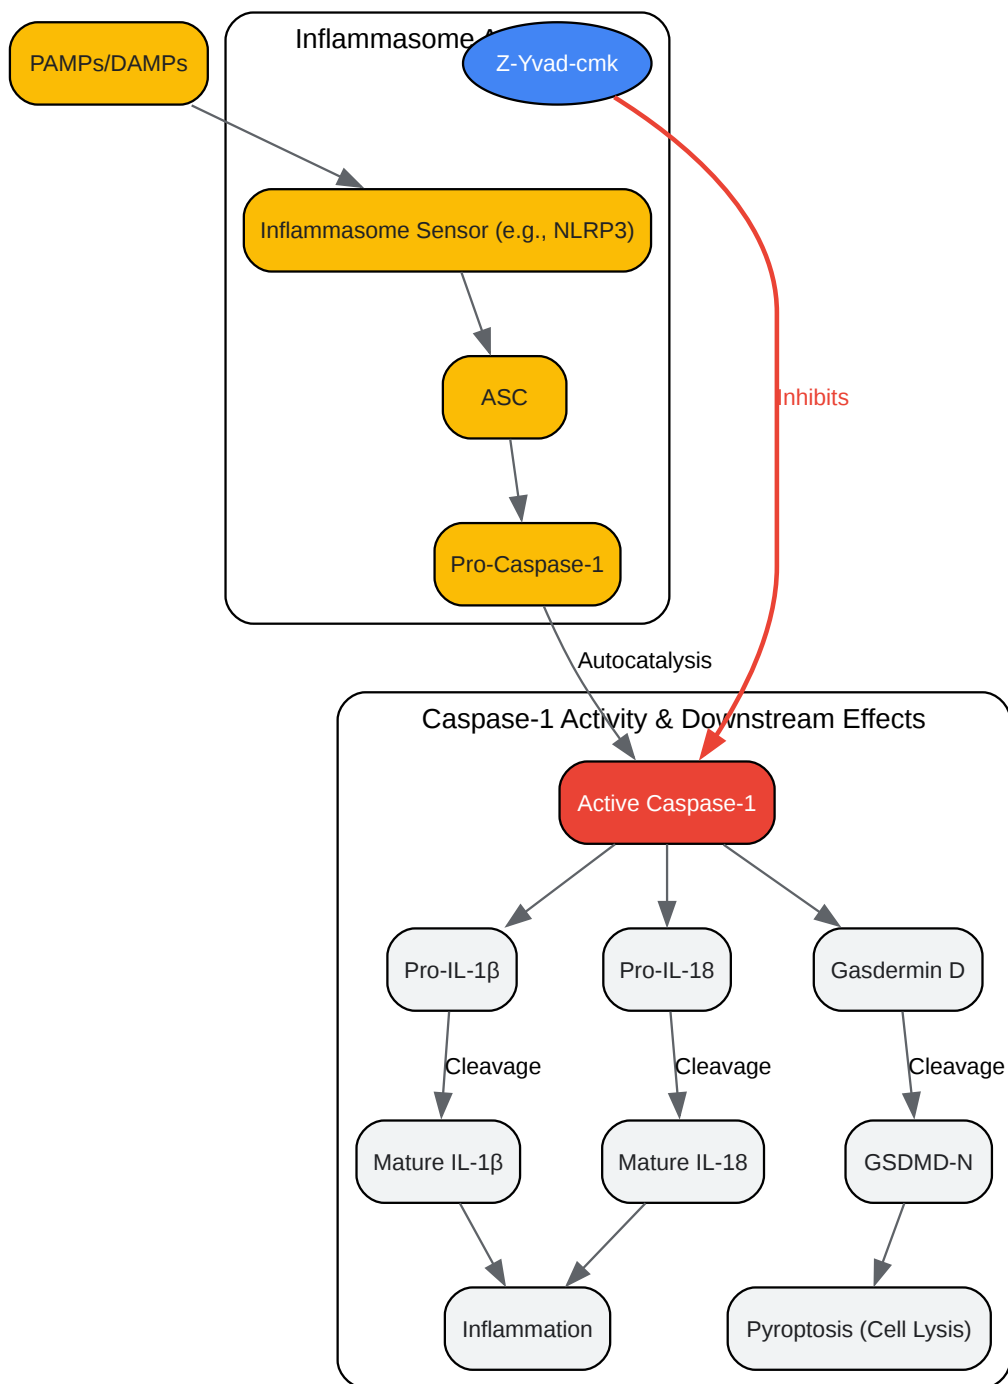 PAMPs/DAMPs
Inflammasome
Z-Yvad-cmk
Inflammasome Sensor (e.g., NLRP3)
ASC
Inhibits
Pro-Caspase-1
Autocatalysis
Caspase-1 Activity & Downstream Effects
Active Caspase-1
Pro-IL-1β
Pro-IL-18
Gasdermin D
Cleavage
Cleavage
Cleavage
Mature IL-1β
Mature IL-18
GSDMD-N
Inflammation
Pyroptosis (Cell Lysis)